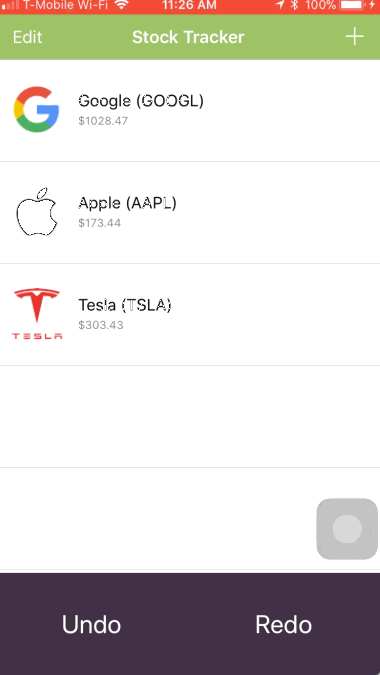 T-Mobile Wi-Fi 11:26 AM 100%
Edit Stock Tracker +
Google (GOOGL)
$1028.47
Apple (AAPL)
$173.44
Tesla (TSLA)
$303.43
TESLA
Undo Redo